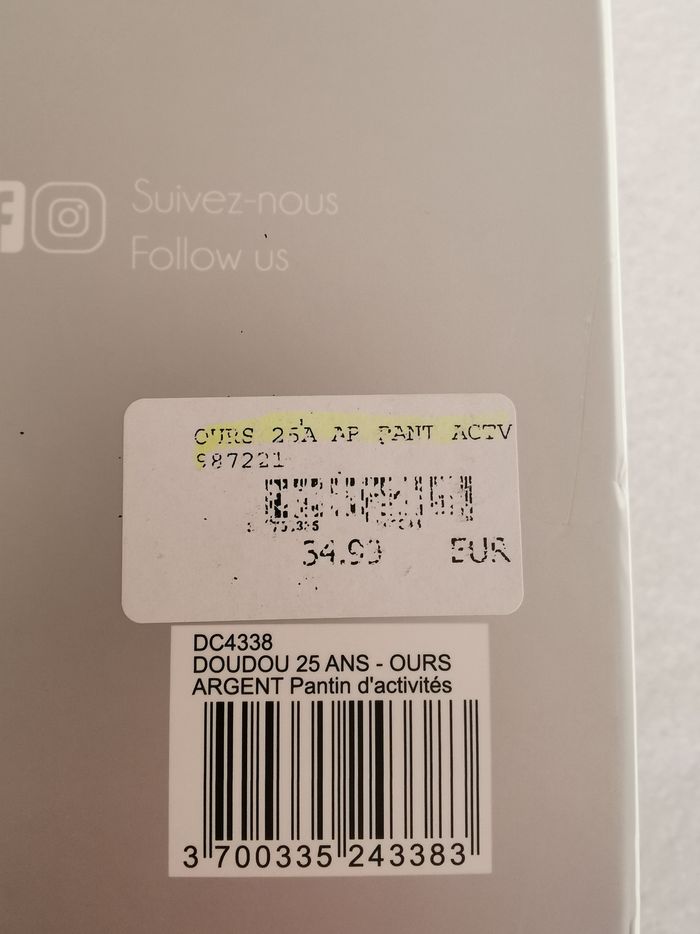 Suivez-nous
Follow us
OURS 25A AR PANT ACTV
987221
34.99 EUR
DC4338
DOUDOU 25 ANS - OURS
ARGENT Pantin d'activités
3 700335 243383